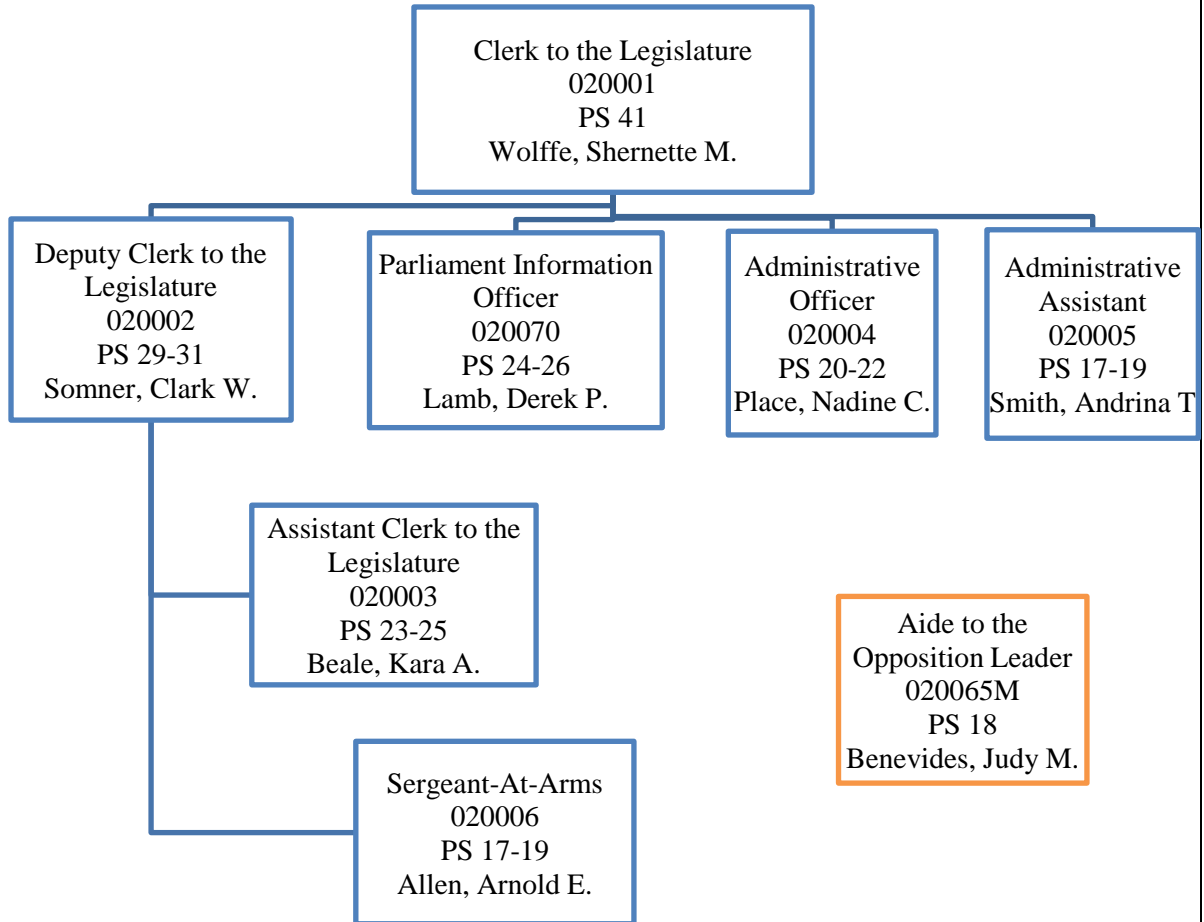 Clerk to the Legislature
020001
PS 41
Wolffe, Shernette M.
Deputy Clerk to the
Legislature
020002
PS 29-31
Somner, Clark W.
Parliament Information
Officer
020070
PS 24-26
Lamb, Derek P.
Administrative
Officer
020004
PS 20-22
Place, Nadine C.
Administrative
Assistant
020005
PS 17-19
Smith, Andrina T
Assistant Clerk to the
Legislature
020003
PS 23-25
Beale, Kara A.
Aide to the
Opposition Leader
020065M
PS 18
Benevides, Judy M.
Sergeant-At-Arms
020006
PS 17-19
Allen, Arnold E.